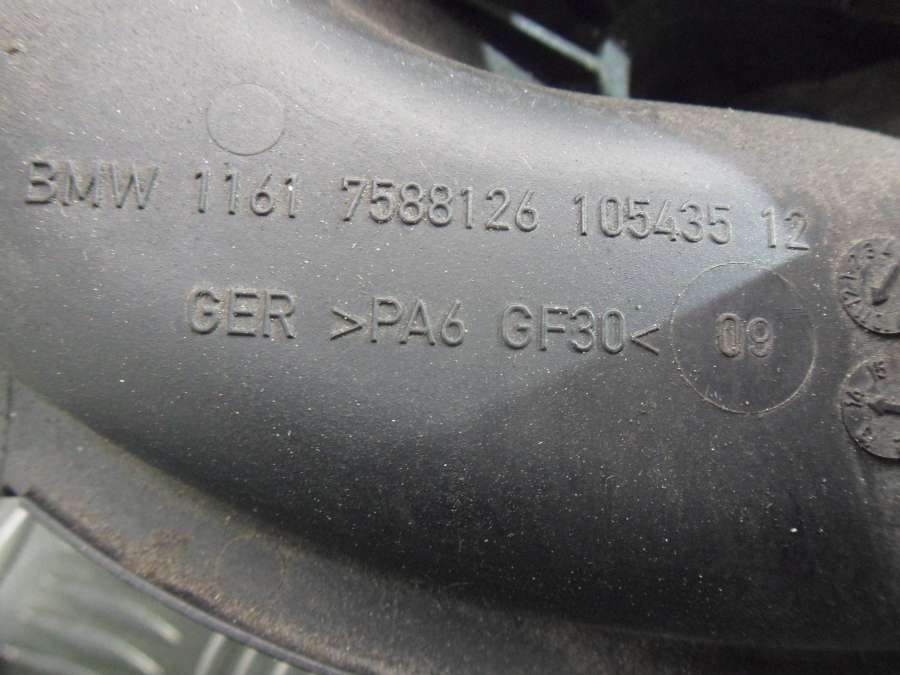 BMW 1161 7588126 105435 12
GER >PA6 GF30< 09